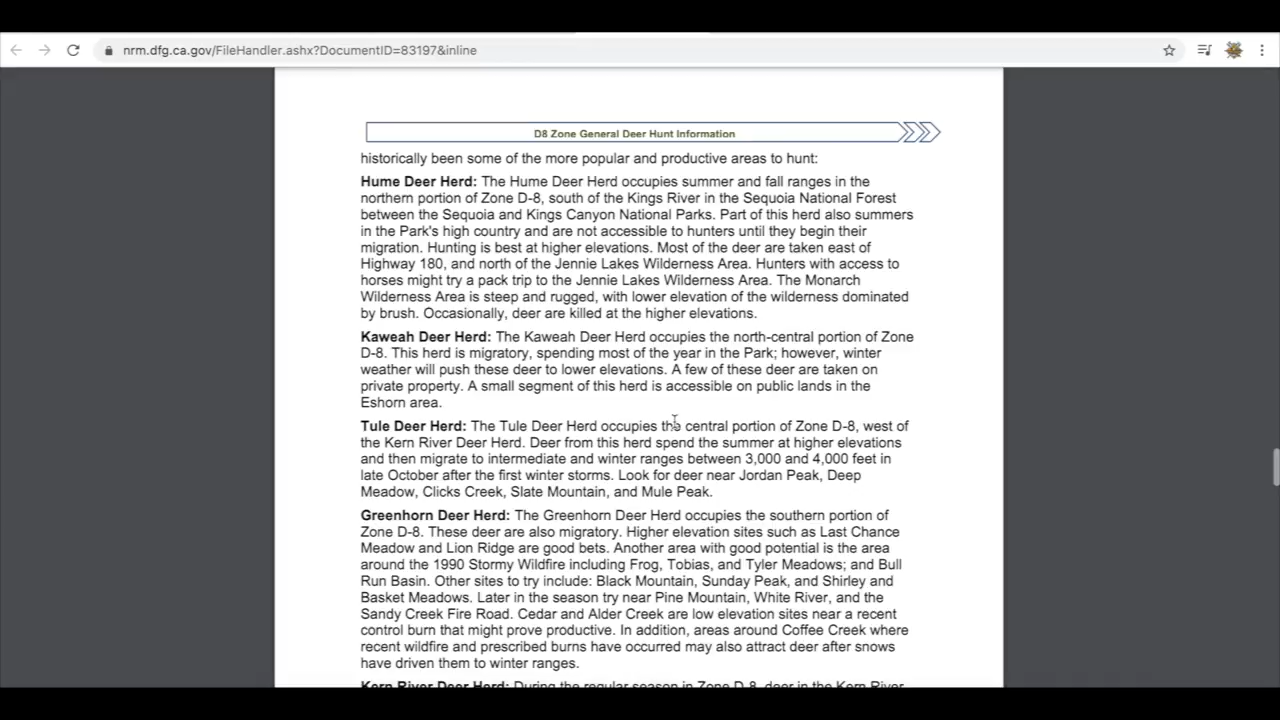 nrm.dfg.ca.gov/FileHandler.ashx?DocumentID=83197&inline
D8 Zone General Deer Hunt Information
historically been some of the more popular and productive areas to hunt:
Hume Deer Herd: The Hume Deer Herd occupies summer and fall ranges in the
northern portion of Zone D-8, south of the Kings River in the Sequoia National Forest
between the Sequoia and Kings Canyon National Parks. Part of this herd also summers
in the Park's high country and are not accessible to hunters until they begin their
migration. Hunting is best at higher elevations. Most of the deer are taken east of
Highway 180, and north of the Jennie Lakes Wilderness Area. Hunters with access to
horses might try a pack trip to the Jennie Lakes Wilderness Area. The Monarch
Wilderness Area is steep and rugged, with lower elevation of the wilderness dominated
by brush. Occasionally, deer are killed at the higher elevations.
Kaweah Deer Herd: The Kaweah Deer Herd occupies the north-central portion of Zone
D-8. This herd is migratory, spending most of the year in the Park; however, winter
weather will push these deer to lower elevations. A few of these deer are taken on
private property. A small segment of this herd is accessible on public lands in the
Eshorn area.
Tule Deer Herd: The Tule Deer Herd occupies the central portion of Zone D-8, west of
the Kern River Deer Herd. Deer from this herd spend the summer at higher elevations
and then migrate to intermediate and winter ranges between 3,000 and 4,000 feet in
late October after the first winter storms. Look for deer near Jordan Peak, Deep
Meadow, Clicks Creek, Slate Mountain, and Mule Peak.
Greenhorn Deer Herd: The Greenhorn Deer Herd occupies the southern portion of
Zone D-8. These deer are also migratory. Higher elevation sites such as Last Chance
Meadow and Lion Ridge are good bets. Another area with good potential is the area
around the 1990 Stormy Wildfire including Frog, Tobias, and Tyler Meadows; and Bull
Run Basin. Other sites to try include: Black Mountain, Sunday Peak, and Shirley and
Basket Meadows. Later in the season try near Pine Mountain, White River, and the
Sandy Creek Fire Road. Cedar and Alder Creek are low elevation sites near a recent
control burn that might prove productive. In addition, areas around Coffee Creek where
recent wildfire and prescribed burns have occurred may also attract deer after snows
have driven them to winter ranges.
Kern River Deer Herd: During the regular season in Zone D-8, deer in the Kern River